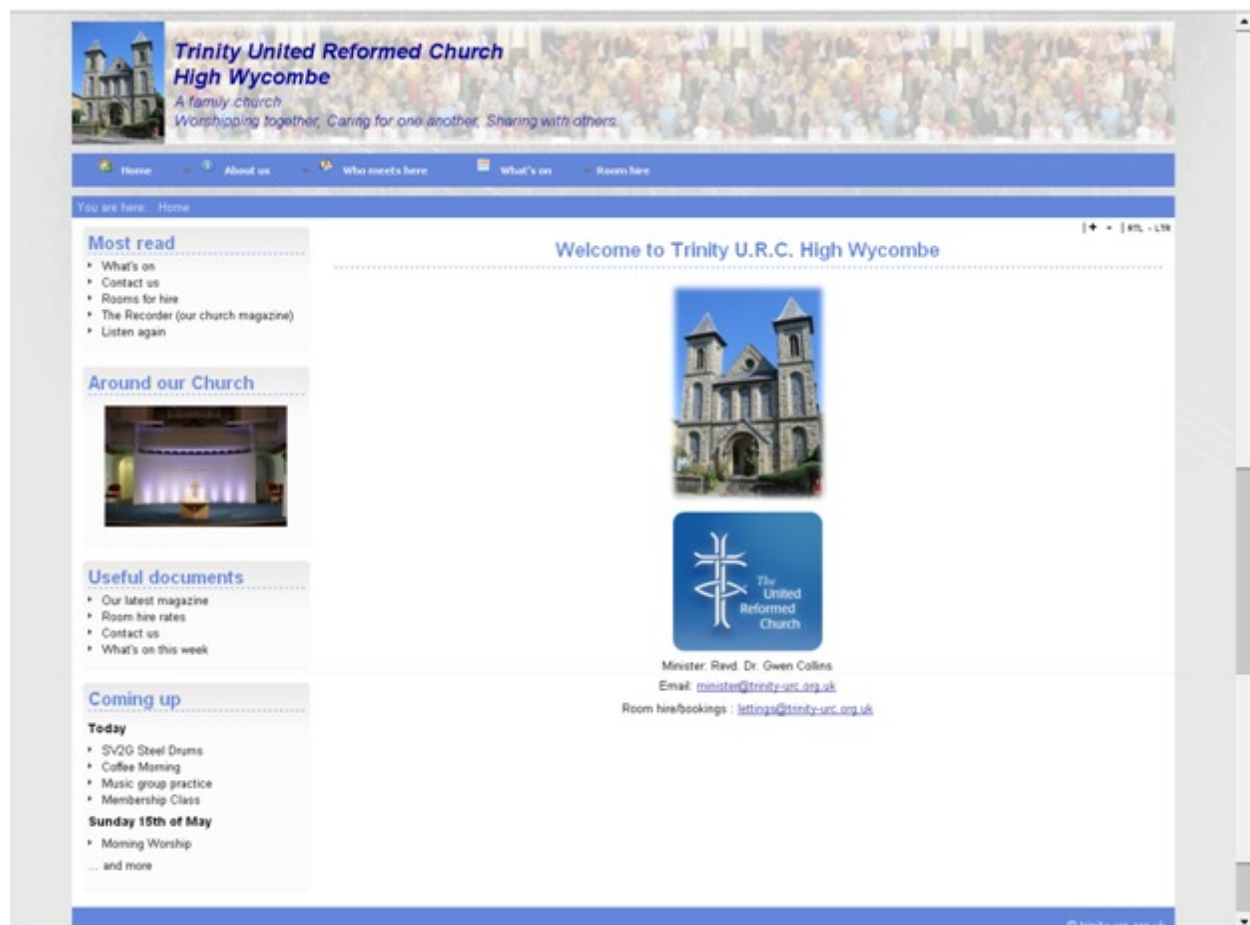 Trinity United Reformed Church
High Wycombe
A family church
Worshipping together, Caring for one another, Sharing with others.
Home About us Who meets here What's on Room hire
You are here: Home
+ - | RTL - LTR
Most read
What's on
Contact us
Rooms for hire
The Recorder (our church magazine)
Listen again
Around our Church
Useful documents
Our latest magazine
Room hire rates
Contact us
What's on this week
Coming up
Today
SV2G Steel Drums
Coffee Morning
Music group practice
Membership Class
Sunday 15th of May
Morning Worship
... and more
Welcome to Trinity U.R.C. High Wycombe
The
United
Reformed
Church
Minister: Revd. Dr. Gwen Collins
Email: minister@trinity-urc.org.uk
Room hire/bookings : lettings@trinity-urc.org.uk